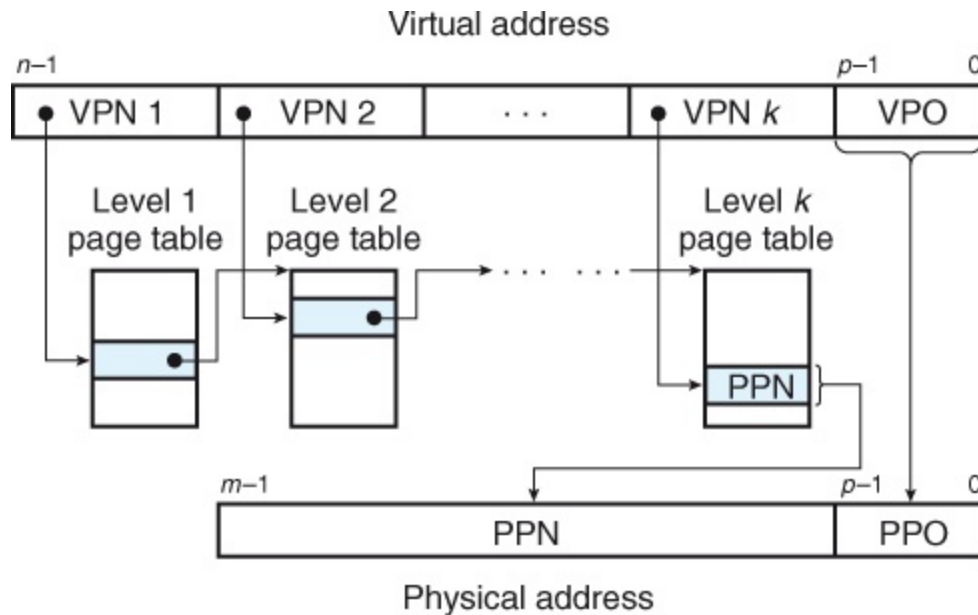 Virtual address
n–1 p–1 0
VPN 1 VPN 2 · · · VPN k VPO
Level 1 Level 2 Level k
page table page table page table
· · · · · ·
PPN
m–1 p–1 0
PPN PPO
Physical address